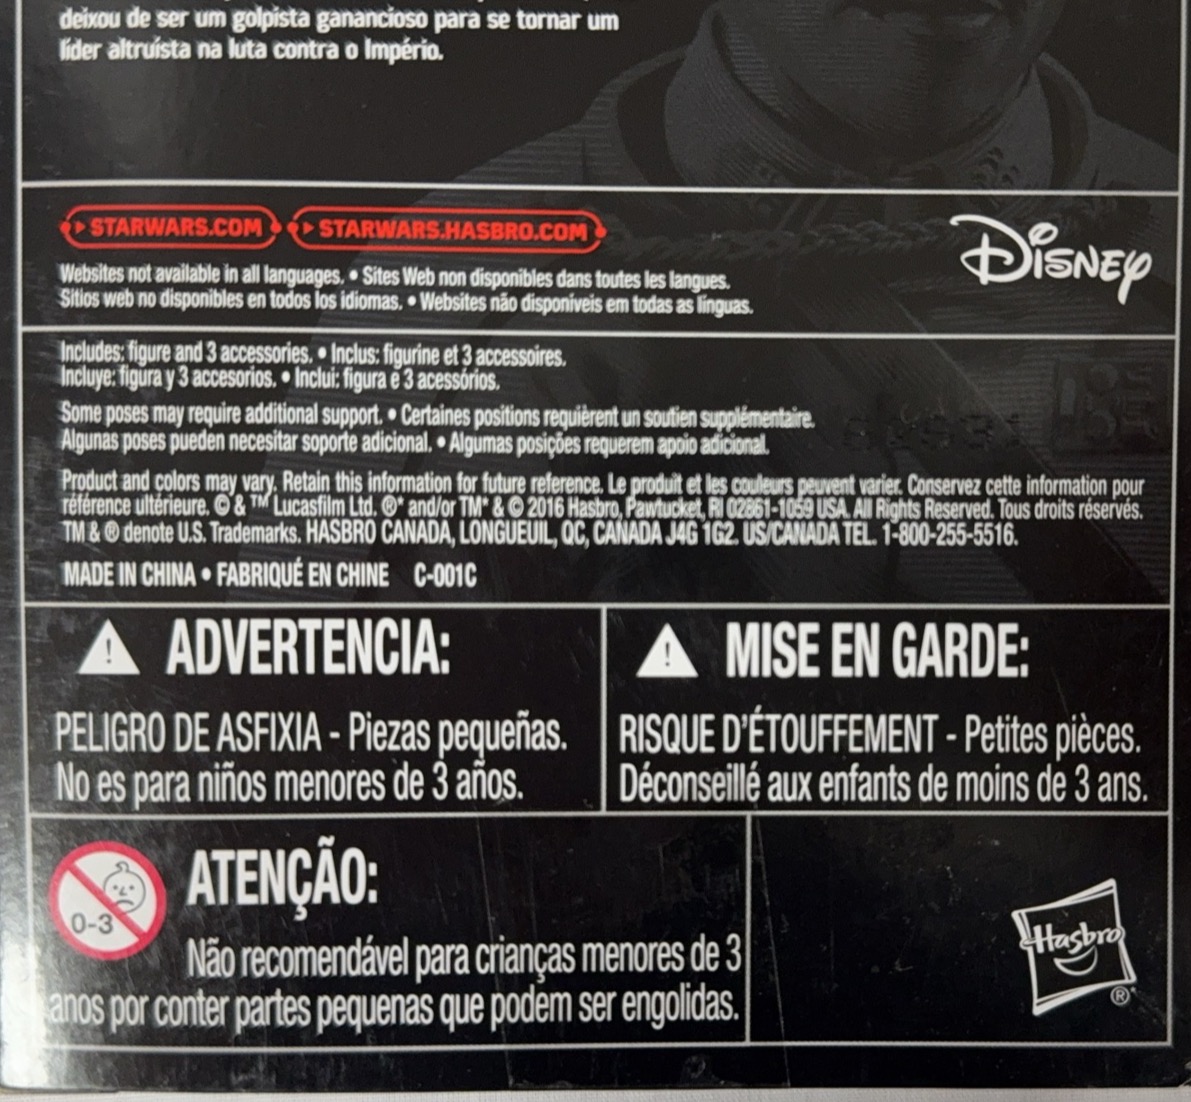 deixou de ser um golpista ganancioso para se tornar um
líder altruísta na luta contra o Império.
STARWARS.COM STARWARS.HASBRO.COM
DISNEY
Websites not available in all languages. • Sites Web non disponibles dans toutes les langues.
Sitios web no disponibles en todos los idiomas. • Websites não disponíveis em todas as línguas.
Includes: figure and 3 accessories. • Inclus: figurine et 3 accessoires.
Incluye: figura y 3 accesorios. • Inclui: figura e 3 acessórios.
Some poses may require additional support. • Certaines positions requièrent un soutien supplémentaire.
Algunas poses pueden necesitar soporte adicional. • Algumas posições requerem apoio adicional.
Product and colors may vary. Retain this information for future reference. Le produit et les couleurs peuvent varier. Conservez cette information pour
référence ultérieure. © & ™ Lucasfilm Ltd. ®* and/or TM* & © 2016 Hasbro, Pawtucket, RI 02861-1059 USA. All Rights Reserved. Tous droits réservés.
TM & ® denote U.S. Trademarks. HASBRO CANADA, LONGUEUIL, QC, CANADA J4G 1G2. US/CANADA TEL. 1-800-255-5516.
MADE IN CHINA • FABRIQUÉ EN CHINE C-001C
ADVERTENCIA:
PELIGRO DE ASFIXIA - Piezas pequeñas.
No es para niños menores de 3 años.
MISE EN GARDE:
RISQUE D'ÉTOUFFEMENT - Petites pièces.
Déconseillé aux enfants de moins de 3 ans.
0-3
ATENÇÃO:
Não recomendável para crianças menores de 3
anos por conter partes pequenas que podem ser engolidas.
Hasbro
®*